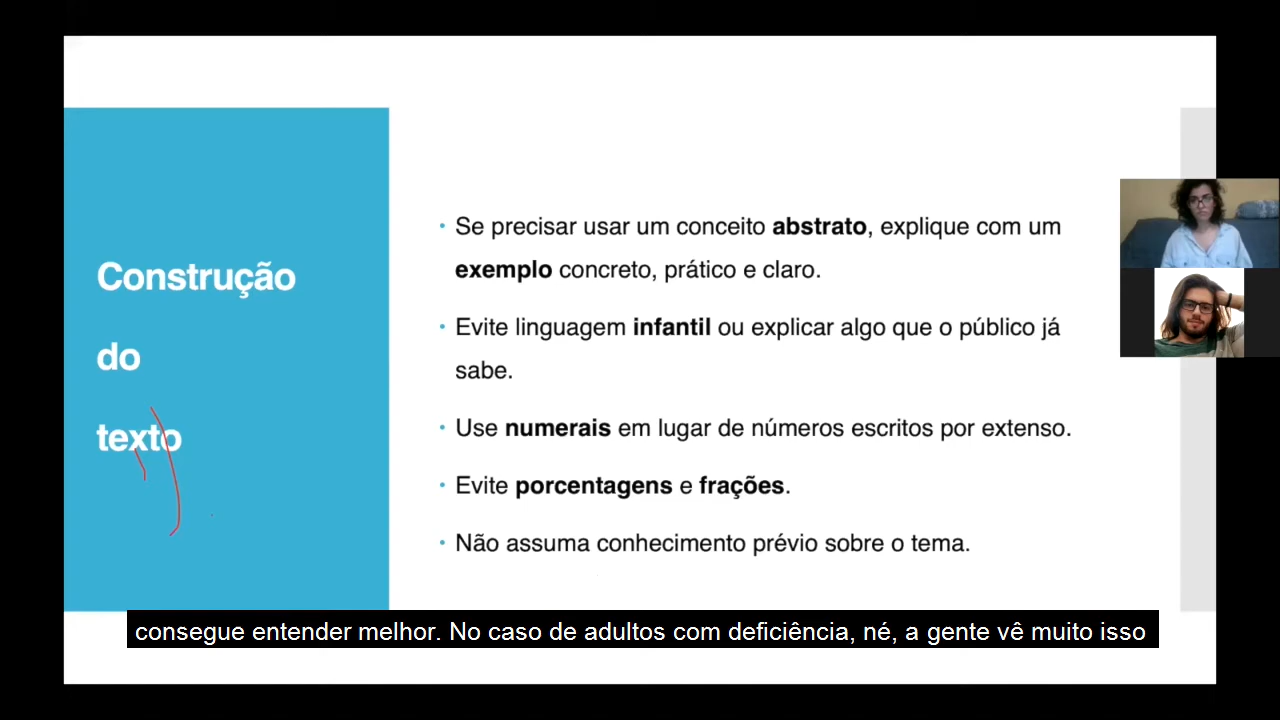 Construção
do
texto
• Se precisar usar um conceito abstrato, explique com um
exemplo concreto, prático e claro.
• Evite linguagem infantil ou explicar algo que o público já
sabe.
• Use numerais em lugar de números escritos por extenso.
• Evite porcentagens e frações.
• Não assuma conhecimento prévio sobre o tema.
consegue entender melhor. No caso de adultos com deficiência, né, a gente vê muito isso